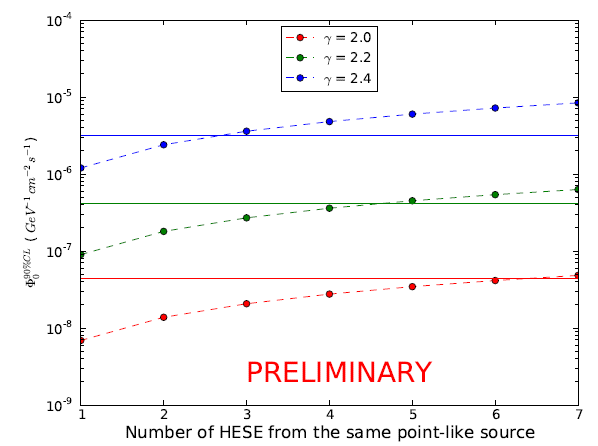 10⁻⁴
10⁻⁵
10⁻⁶
10⁻⁷
10⁻⁸
10⁻⁹
Φ₀^{90%CL} ( GeV⁻¹ cm⁻² s⁻¹ )
γ = 2.0
γ = 2.2
γ = 2.4
PRELIMINARY
1 2 3 4 5 6 7
Number of HESE from the same point-like source